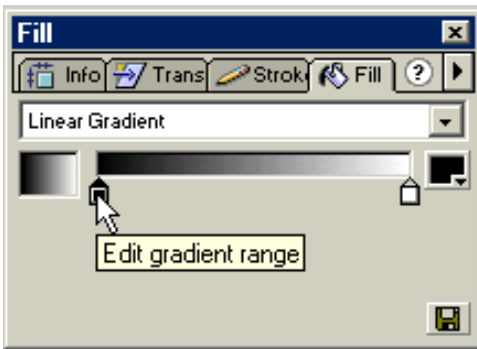 Fill
Info Trans Strok Fill ?
Linear Gradient
Edit gradient range